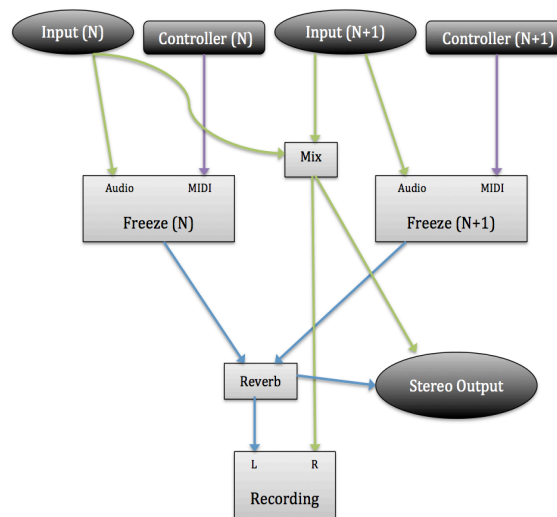 Input (N)
Controller (N)
Input (N+1)
Controller (N+1)
Mix
Audio
MIDI
Freeze (N)
Audio
MIDI
Freeze (N+1)
Reverb
Stereo Output
L
R
Recording